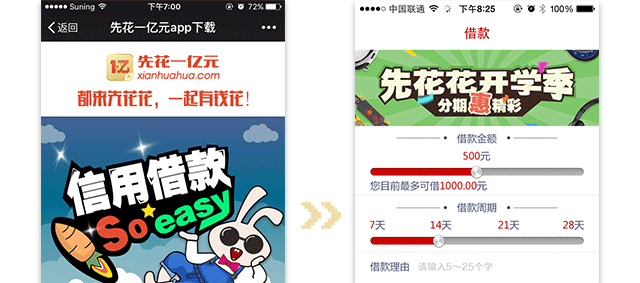 Suning 下午7:00 72%
返回 先花一亿元app下载
1亿 先花一亿元
xianhuahua.com
都来先花花，一起有钱花！
信用借款
So easy
中国联通 下午8:25 100%
借款
先花花开学季
分期惠精彩
借款金额
500元
您目前最多可借1000.00元
借款周期
7天 14天 21天 28天
借款理由 请输入5～25个字